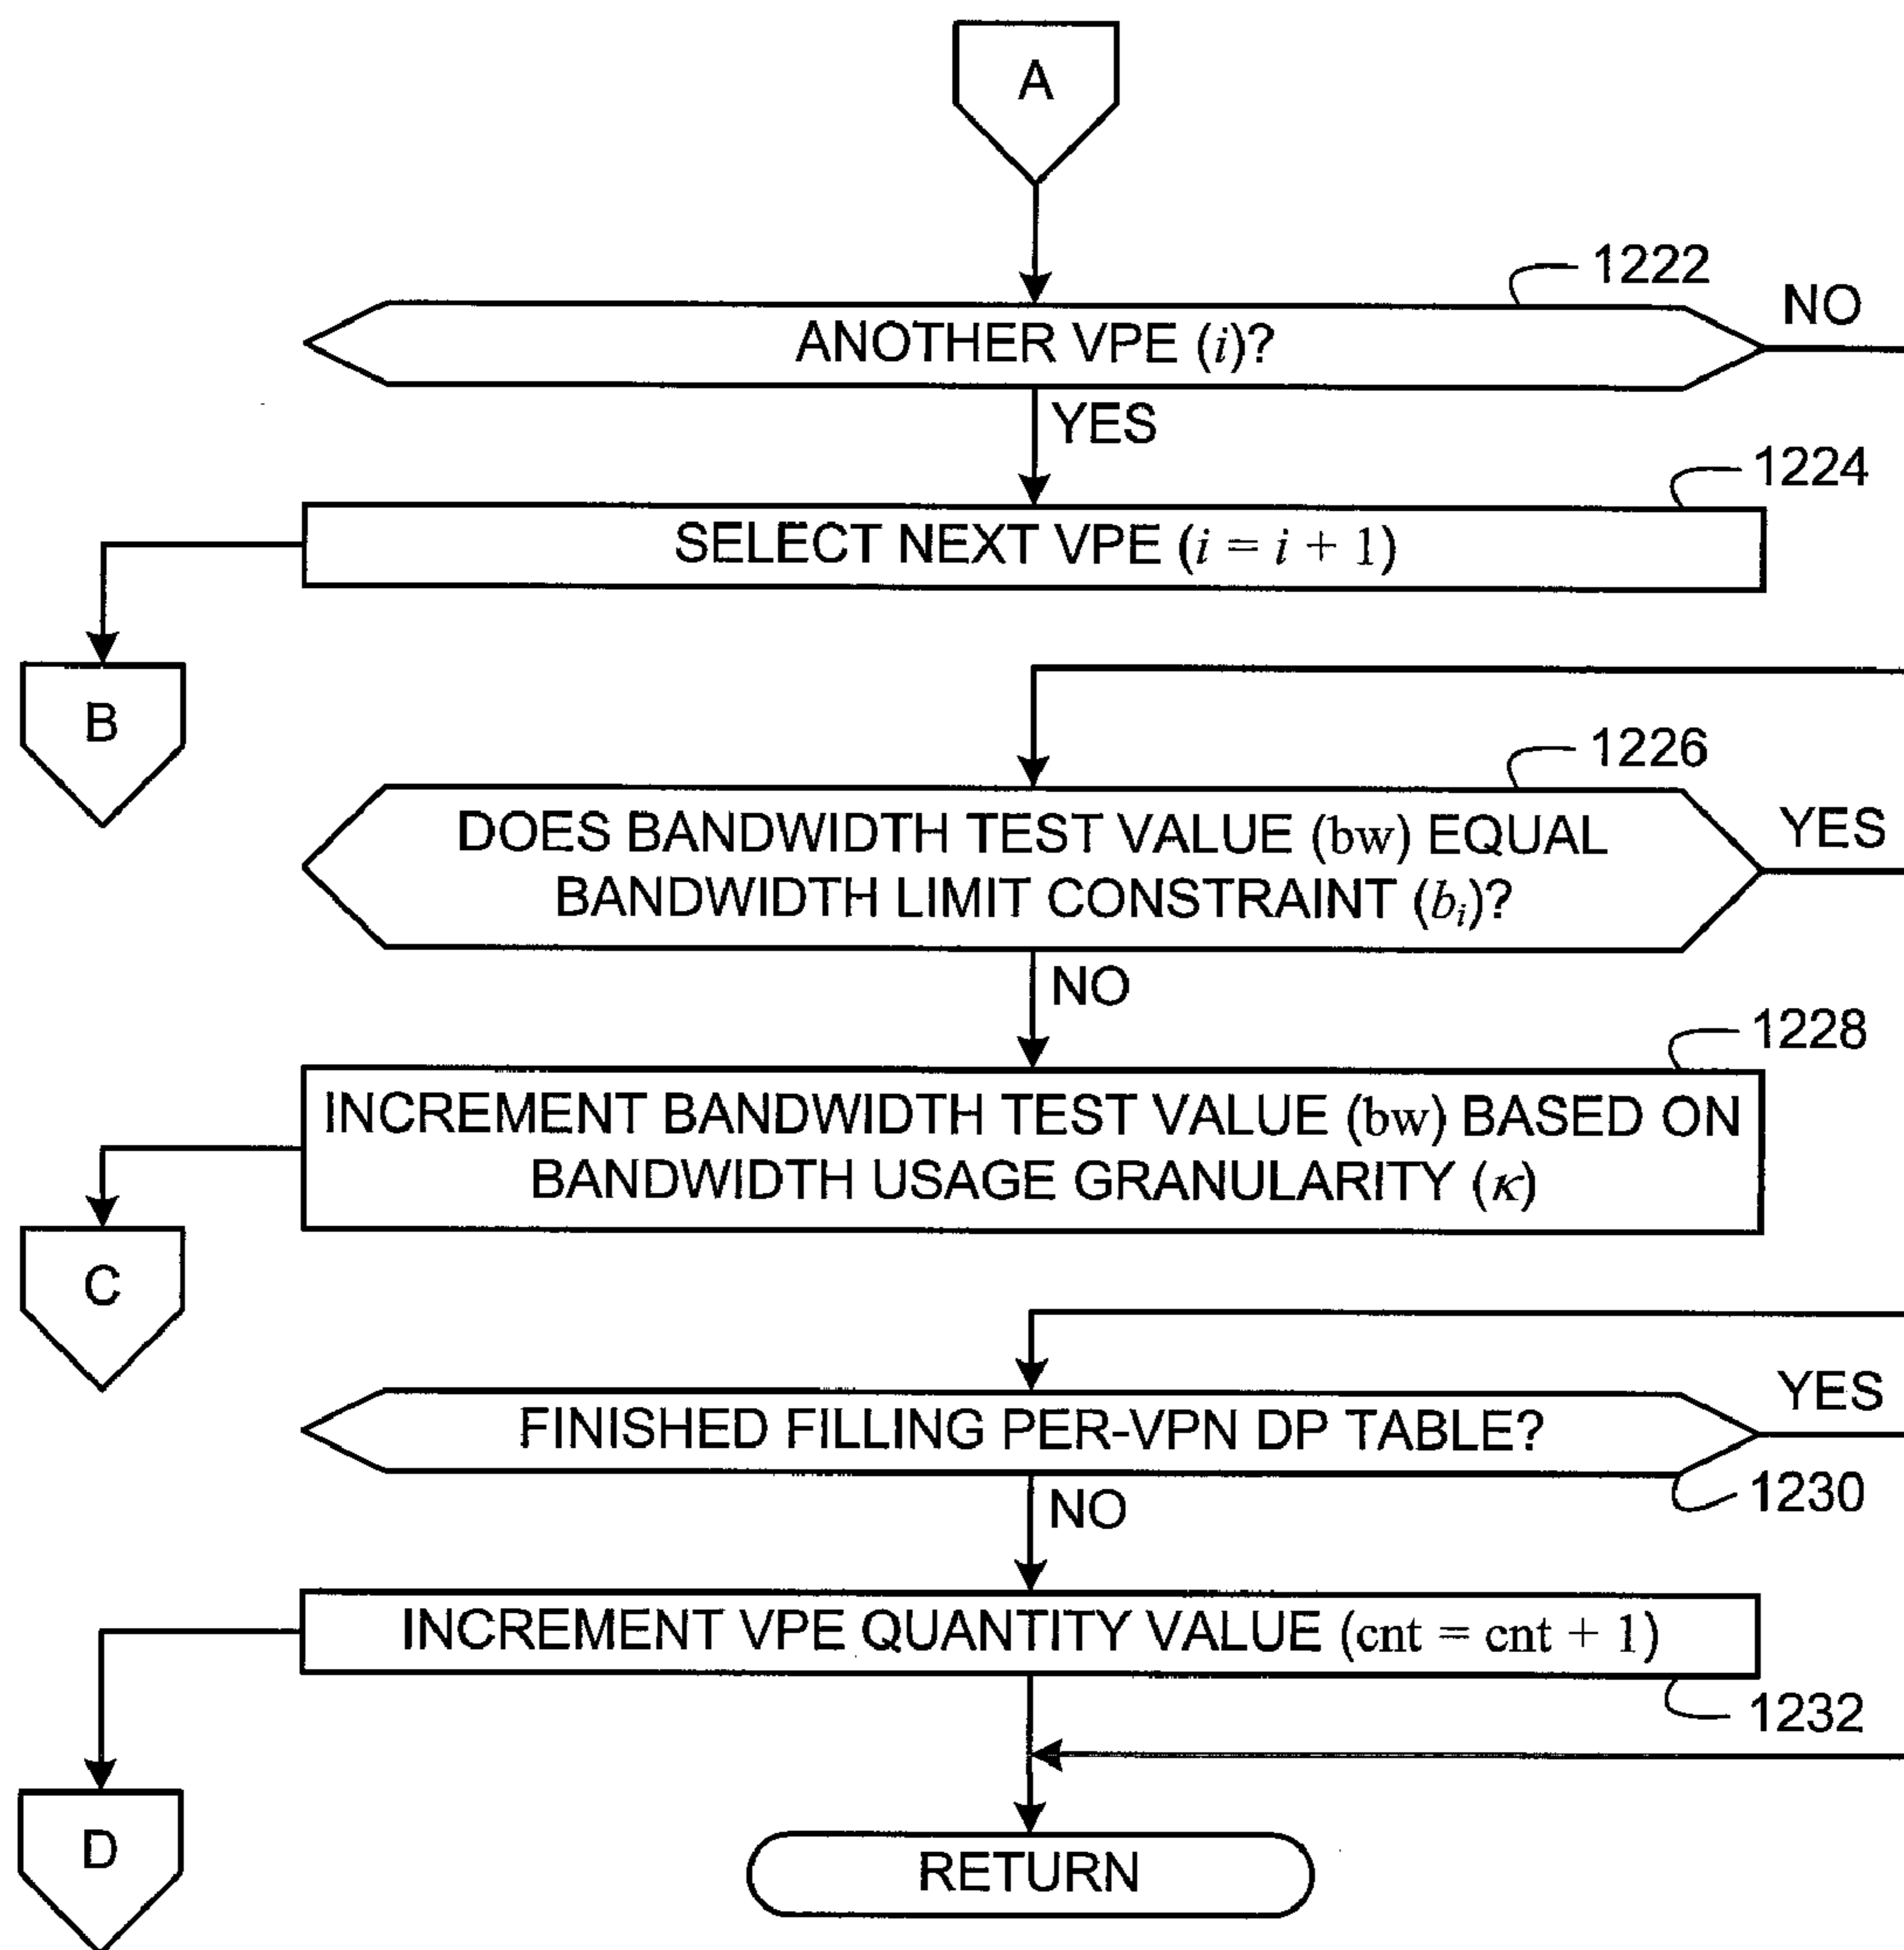 A
1222
NO
ANOTHER VPE (i)?
YES
1224
SELECT NEXT VPE (i = i + 1)
B
1226
YES
DOES BANDWIDTH TEST VALUE (bw) EQUAL
BANDWIDTH LIMIT CONSTRAINT (bᵢ)?
NO
1228
INCREMENT BANDWIDTH TEST VALUE (bw) BASED ON
BANDWIDTH USAGE GRANULARITY (κ)
C
YES
FINISHED FILLING PER-VPN DP TABLE?
1230
NO
INCREMENT VPE QUANTITY VALUE (cnt = cnt + 1)
1232
D
RETURN